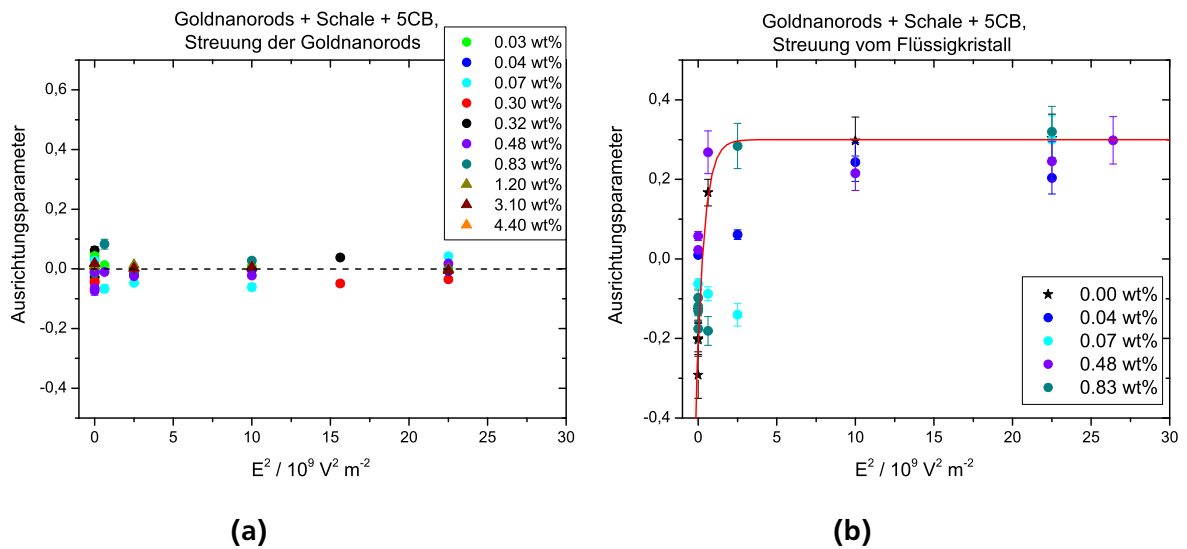 Goldnanorods + Schale + 5CB,
Streuung der Goldnanorods
0.03 wt%
0.04 wt%
0.07 wt%
0.30 wt%
0.32 wt%
0.48 wt%
0.83 wt%
1.20 wt%
3.10 wt%
4.40 wt%
0,6
0,4
0,2
0,0
-0,2
-0,4
Ausrichtungsparameter
0 5 10 15 20 25 30
E² / 10⁹ V² m⁻²
(a)
Goldnanorods + Schale + 5CB,
Streuung vom Flüssigkristall
0,4
0,2
0,0
-0,2
-0,4
Ausrichtungsparameter
0.00 wt%
0.04 wt%
0.07 wt%
0.48 wt%
0.83 wt%
0 5 10 15 20 25 30
E² / 10⁹ V² m⁻²
(b)